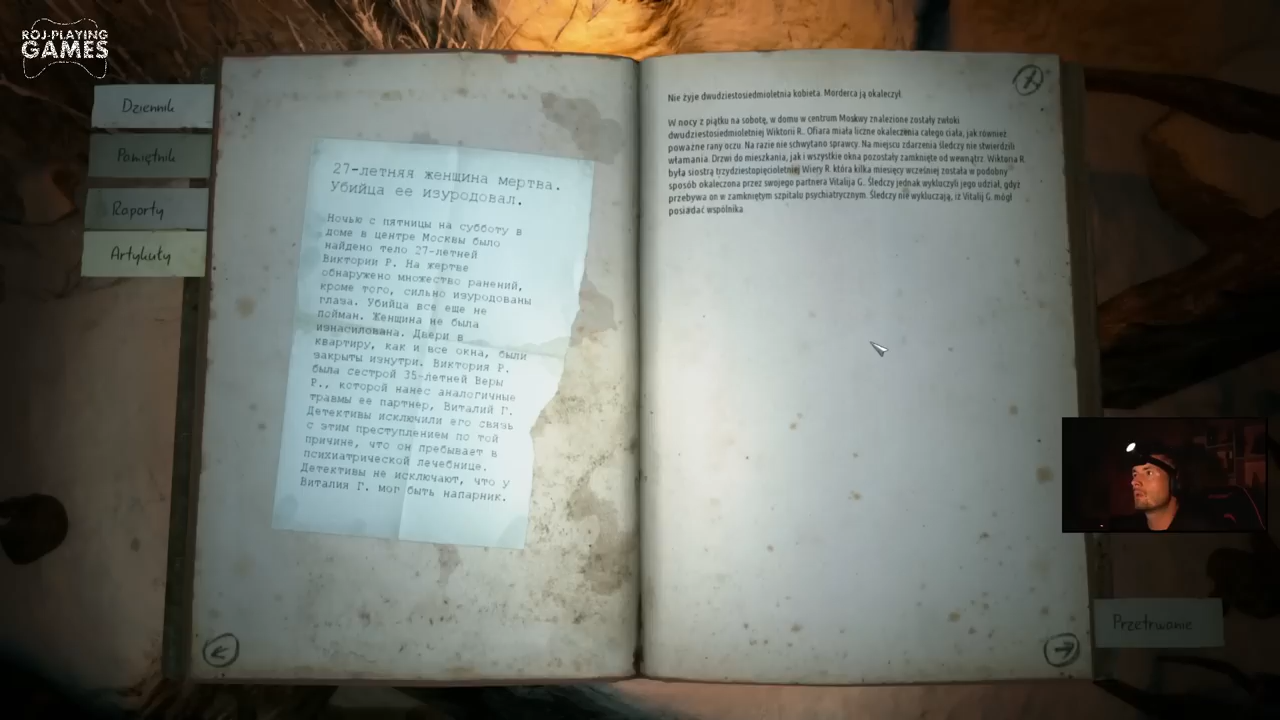 ROJ-PLAYING
GAMES
Dziennik
Pamiętnik
Raporty
Artykuły
27-летняя женщина мертва.
Убийца ее изуродовал.
Ночью с пятницы на субботу в
доме в центре Москвы было
найдено тело 27-летней
Виктории Р. На жертве
обнаружено множество ранений,
кроме того, сильно изуродованы
глаза. Убийца все еще не
пойман. Женщина не была
изнасилована. Двери в
квартиру, как и все окна, были
закрыты изнутри. Виктория Р.
была сестрой 35-летней Веры
Р., которой нанес аналогичные
травмы ее партнер, Виталий Г.
Детективы исключили его связь
с этим преступлением по той
причине, что он пребывает в
психиатрической лечебнице.
Детективы не исключают, что у
Виталия Г. мог быть напарник.
Nie żyje dwudziestosiedmioletnia kobieta. Morderca ją okaleczył.
W nocy z piątku na sobotę, w domu w centrum Moskwy znalezione zostały zwłoki
dwudziestosiedmioletniej Wiktorii R. Ofiara miała liczne okaleczenia całego ciała, jak również
poważne rany oczu. Na razie nie schwytano sprawcy. Na miejscu zdarzenia śledczy nie stwierdzili
włamania. Drzwi do mieszkania, jak i wszystkie okna pozostały zamknięte od wewnątrz. Wiktoria R.
była siostrą trzydziestopięcioletniej Wiery R. która kilka miesięcy wcześniej została w podobny
sposób okaleczona przez swojego partnera Vitalija G. Śledczy jednak wykluczyli jego udział, gdyż
przebywa on w zamkniętym szpitalu psychiatrycznym. Śledczy nie wykluczają, iż Vitalij G. mógł
posiadać wspólnika.
Przetrwanie